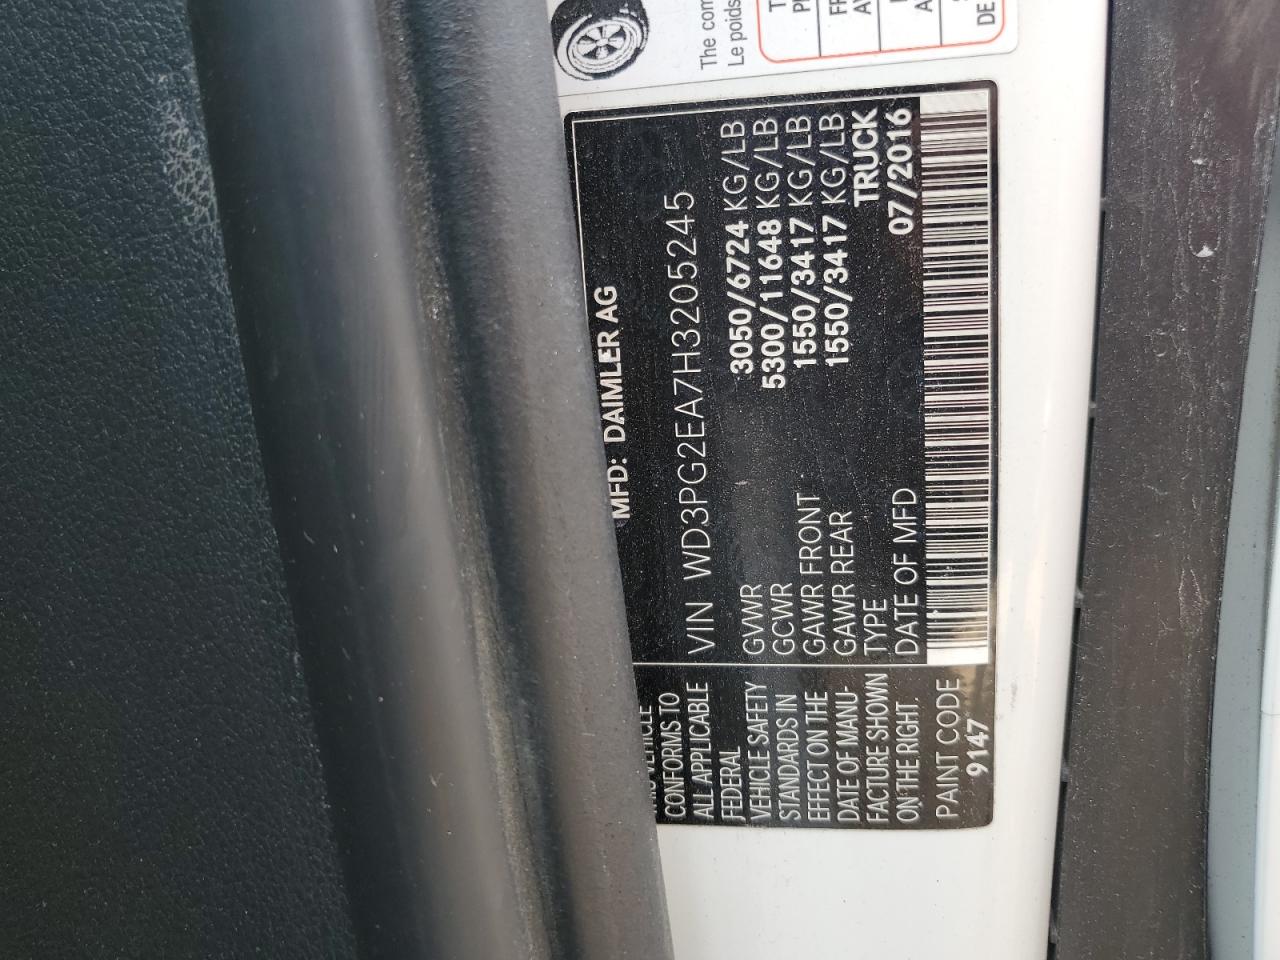 MFD: DAIMLER AG
VIN WD3PG2EA7H3205245
GVWR 3050/6724 KG/LB
GCWR 5300/11648 KG/LB
GAWR FRONT 1550/3417 KG/LB
GAWR REAR 1550/3417 KG/LB
TYPE TRUCK
DATE OF MFD 07/2016
VEHICLE
CONFORMS TO
ALL APPLICABLE
FEDERAL
VEHICLE SAFETY
STANDARDS IN
EFFECT ON THE
DATE OF MANU-
FACTURE SHOWN
ON THE RIGHT.
PAINT CODE
9147
The com
Le poids
DE